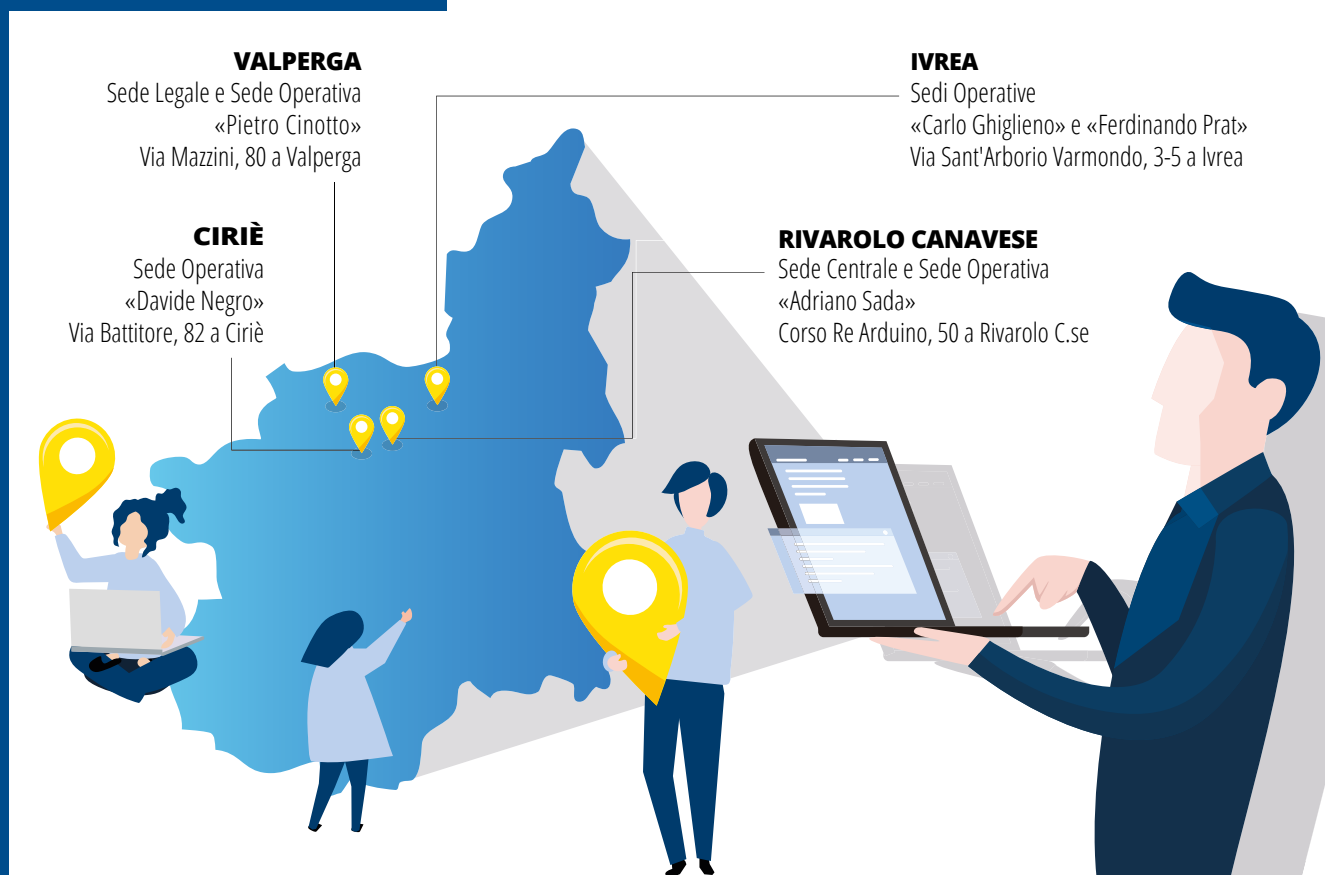 VALPERGA
Sede Legale e Sede Operativa
«Pietro Cinotto»
Via Mazzini, 80 a Valperga
IVREA
Sedi Operative
«Carlo Ghiglieno» e «Ferdinando Prat»
Via Sant'Arborio Varmondo, 3-5 a Ivrea
CIRIÈ
Sede Operativa
«Davide Negro»
Via Battitore, 82 a Ciriè
RIVAROLO CANAVESE
Sede Centrale e Sede Operativa
«Adriano Sada»
Corso Re Arduino, 50 a Rivarolo C.se